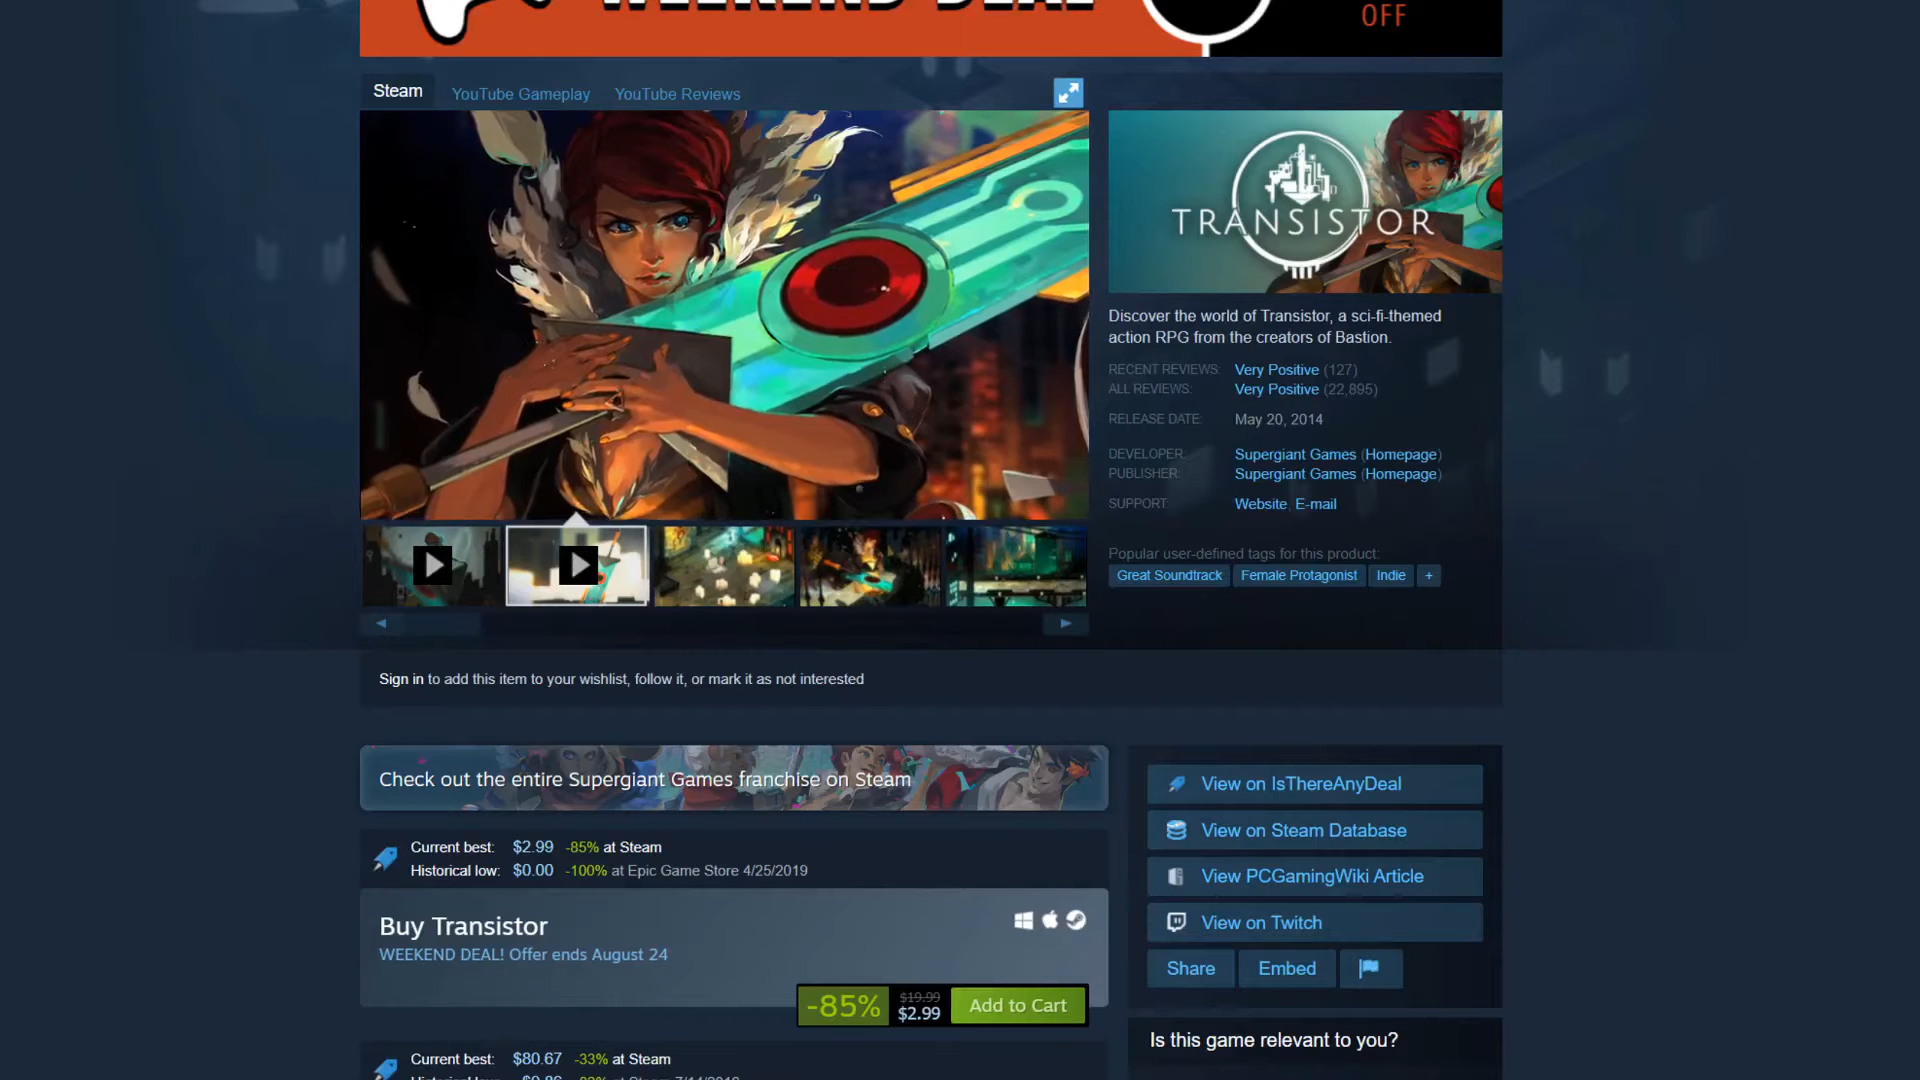 WEEKEND DEAL
OFF
Steam
YouTube Gameplay
YouTube Reviews
TRANSISTOR
Discover the world of Transistor, a sci-fi-themed
action RPG from the creators of Bastion.
RECENT REVIEWS: Very Positive (127)
ALL REVIEWS: Very Positive (22,895)
RELEASE DATE: May 20, 2014
DEVELOPER: Supergiant Games (Homepage)
PUBLISHER: Supergiant Games (Homepage)
SUPPORT: Website, E-mail
Popular user-defined tags for this product:
Great Soundtrack Female Protagonist Indie +
Sign in to add this item to your wishlist, follow it, or mark it as not interested
Check out the entire Supergiant Games franchise on Steam
Current best: $2.99 -85% at Steam
Historical low: $0.00 -100% at Epic Game Store 4/25/2019
Buy Transistor
WEEKEND DEAL! Offer ends August 24
-85% $19.99 $2.99 Add to Cart
Current best: $80.67 -33% at Steam
View on IsThereAnyDeal
View on Steam Database
View PCGamingWiki Article
View on Twitch
Share
Embed
Is this game relevant to you?